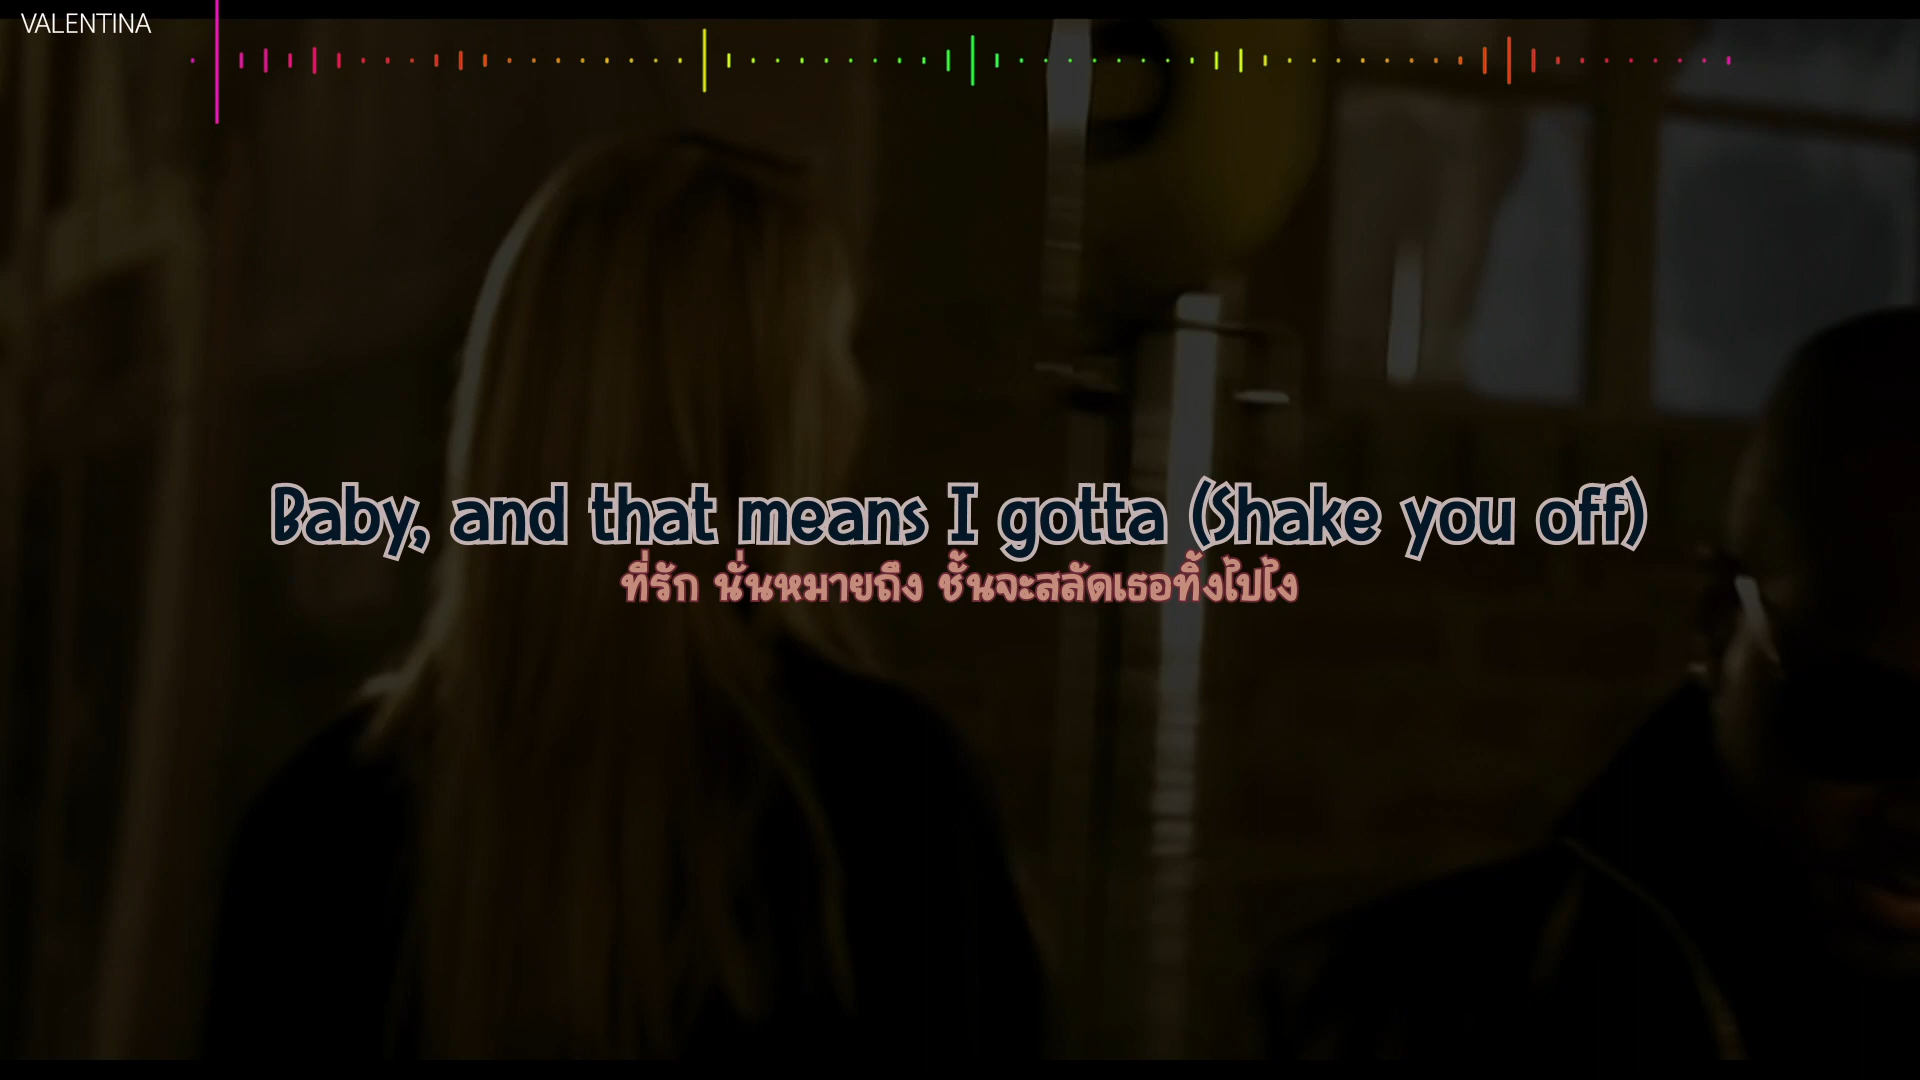 VALENTINA
Baby, and that means I gotta (Shake you off)
ที่รัก นั่นหมายถึง ชั้นจะสลัดเธอทิ้งไปไง